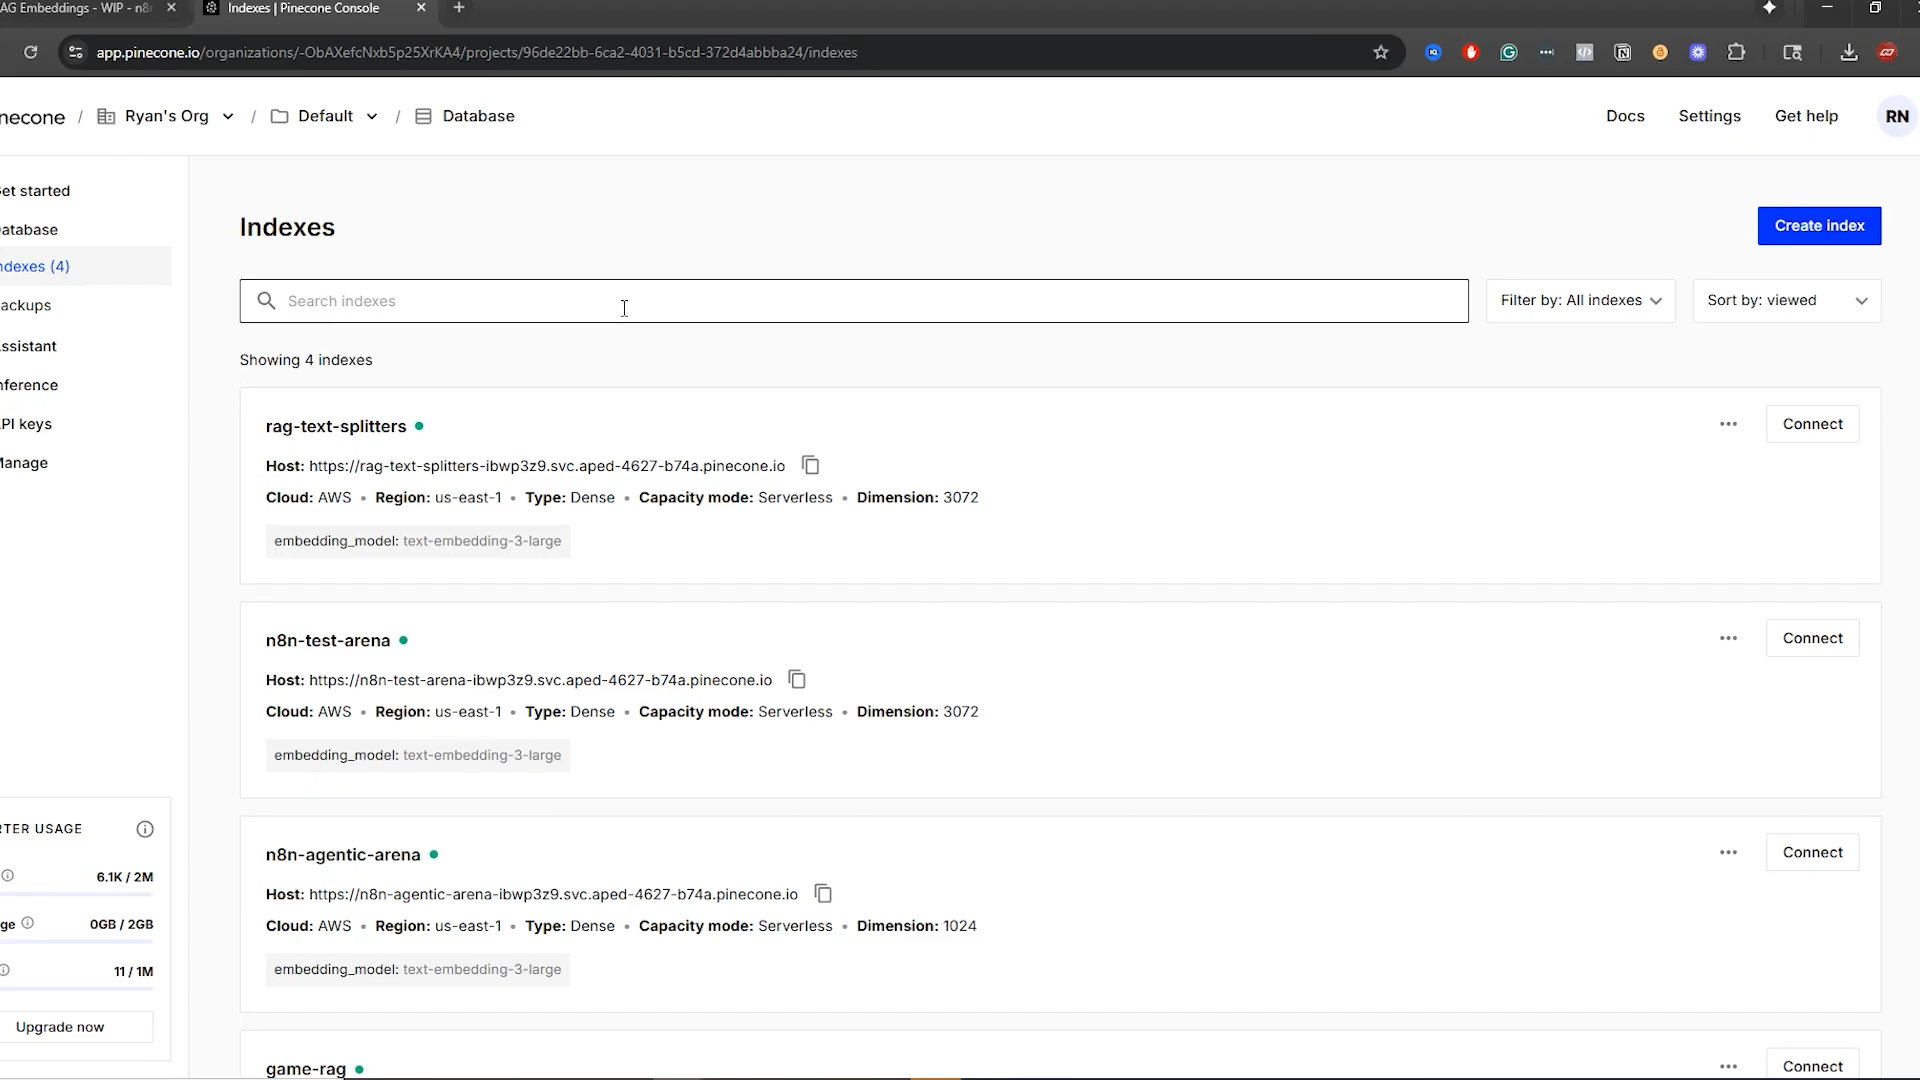 AG Embeddings - WIP - n8
Indexes | Pinecone Console
app.pinecone.io/organizations/-ObAXefcNxb5p25XrKA4/projects/96de22bb-6ca2-4031-b5cd-372d4abbba24/indexes
necone / Ryan's Org / Default / Database
Docs Settings Get help RN
et started
atabase
ndexes (4)
ackups
ssistant
nference
PI keys
Manage
Indexes
Create index
Search indexes
Filter by: All indexes
Sort by: viewed
Showing 4 indexes
rag-text-splitters
Connect
Host: https://rag-text-splitters-ibwp3z9.svc.aped-4627-b74a.pinecone.io
Cloud: AWS • Region: us-east-1 • Type: Dense • Capacity mode: Serverless • Dimension: 3072
embedding_model: text-embedding-3-large
n8n-test-arena
Connect
Host: https://n8n-test-arena-ibwp3z9.svc.aped-4627-b74a.pinecone.io
Cloud: AWS • Region: us-east-1 • Type: Dense • Capacity mode: Serverless • Dimension: 3072
embedding_model: text-embedding-3-large
n8n-agentic-arena
Connect
Host: https://n8n-agentic-arena-ibwp3z9.svc.aped-4627-b74a.pinecone.io
Cloud: AWS • Region: us-east-1 • Type: Dense • Capacity mode: Serverless • Dimension: 1024
embedding_model: text-embedding-3-large
game-rag
Connect
RTER USAGE
6.1K / 2M
ge 0GB / 2GB
11 / 1M
Upgrade now